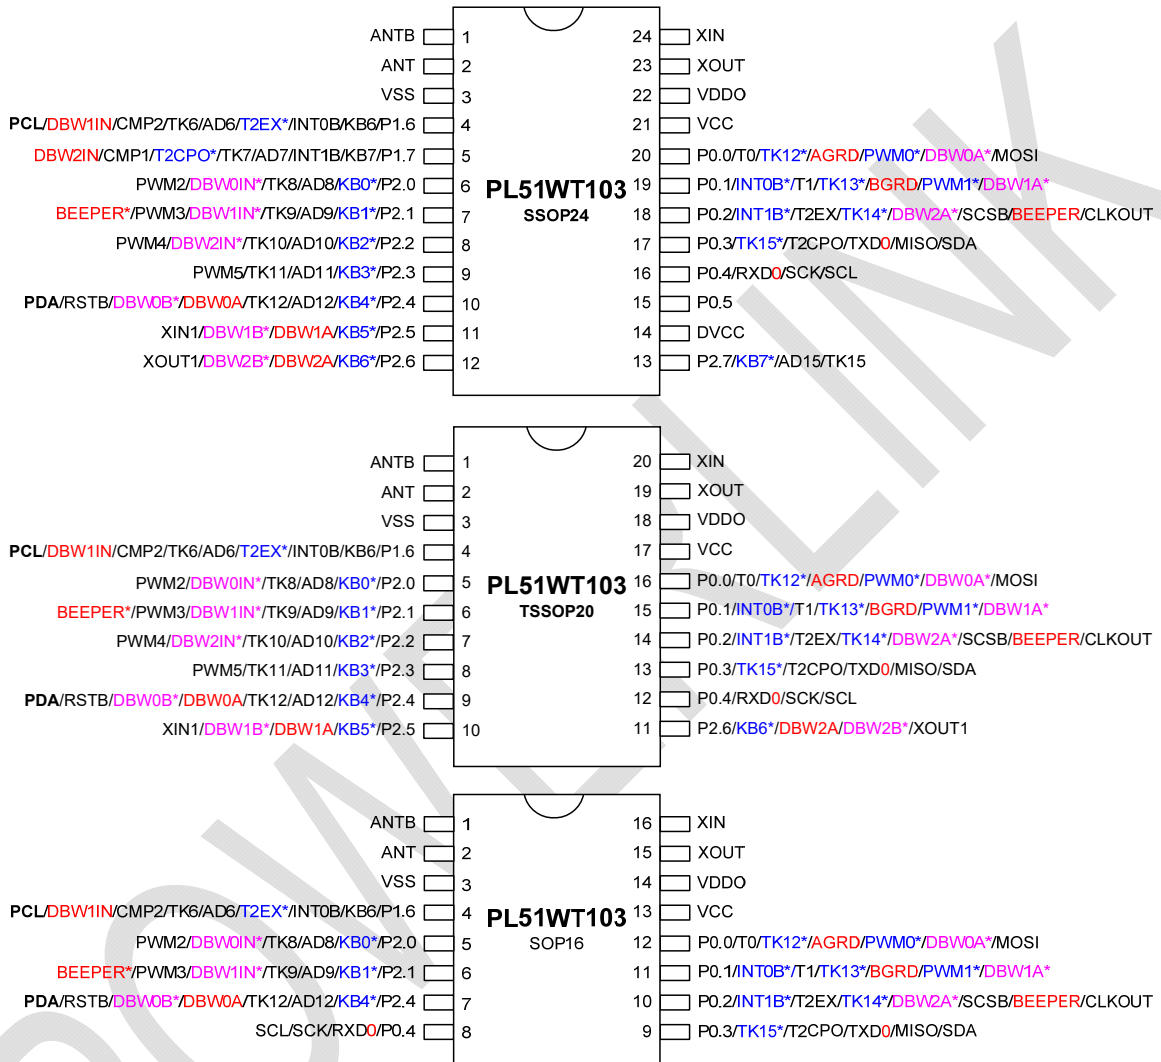 ANTB 1 24 XIN
ANT 2 23 XOUT
VSS 3 22 VDDO
PCL/DBW1IN/CMP2/TK6/AD6/T2EX*/INT0B/KB6/P1.6 4 21 VCC
DBW2IN/CMP1/T2CPO*/TK7/AD7/INT1B/KB7/P1.7 5 20 P0.0/T0/TK12*/AGRD/PWM0*/DBW0A*/MOSI
PWM2/DBW0IN*/TK8/AD8/KB0*/P2.0 6 PL51WT103 19 P0.1/INT0B*/T1/TK13*/BGRD/PWM1*/DBW1A*
BEEPER*/PWM3/DBW1IN*/TK9/AD9/KB1*/P2.1 7 SSOP24 18 P0.2/INT1B*/T2EX/TK14*/DBW2A*/SCSB/BEEPER/CLKOUT
PWM4/DBW2IN*/TK10/AD10/KB2*/P2.2 8 17 P0.3/TK15*/T2CPO/TXD0/MISO/SDA
PWM5/TK11/AD11/KB3*/P2.3 9 16 P0.4/RXD0/SCK/SCL
PDA/RSTB/DBW0B*/DBW0A/TK12/AD12/KB4*/P2.4 10 15 P0.5
XIN1/DBW1B*/DBW1A/KB5*/P2.5 11 14 DVCC
XOUT1/DBW2B*/DBW2A/KB6*/P2.6 12 13 P2.7/KB7*/AD15/TK15
ANTB 1 20 XIN
ANT 2 19 XOUT
VSS 3 18 VDDO
PCL/DBW1IN/CMP2/TK6/AD6/T2EX*/INT0B/KB6/P1.6 4 17 VCC
PWM2/DBW0IN*/TK8/AD8/KB0*/P2.0 5 PL51WT103 16 P0.0/T0/TK12*/AGRD/PWM0*/DBW0A*/MOSI
BEEPER*/PWM3/DBW1IN*/TK9/AD9/KB1*/P2.1 6 TSSOP20 15 P0.1/INT0B*/T1/TK13*/BGRD/PWM1*/DBW1A*
PWM4/DBW2IN*/TK10/AD10/KB2*/P2.2 7 14 P0.2/INT1B*/T2EX/TK14*/DBW2A*/SCSB/BEEPER/CLKOUT
PWM5/TK11/AD11/KB3*/P2.3 8 13 P0.3/TK15*/T2CPO/TXD0/MISO/SDA
PDA/RSTB/DBW0B*/DBW0A/TK12/AD12/KB4*/P2.4 9 12 P0.4/RXD0/SCK/SCL
XIN1/DBW1B*/DBW1A/KB5*/P2.5 10 11 P2.6/KB6*/DBW2A/DBW2B*/XOUT1
ANTB 1 16 XIN
ANT 2 15 XOUT
VSS 3 14 VDDO
PCL/DBW1IN/CMP2/TK6/AD6/T2EX*/INT0B/KB6/P1.6 4 PL51WT103 13 VCC
PWM2/DBW0IN*/TK8/AD8/KB0*/P2.0 5 SOP16 12 P0.0/T0/TK12*/AGRD/PWM0*/DBW0A*/MOSI
BEEPER*/PWM3/DBW1IN*/TK9/AD9/KB1*/P2.1 6 11 P0.1/INT0B*/T1/TK13*/BGRD/PWM1*/DBW1A*
PDA/RSTB/DBW0B*/DBW0A/TK12/AD12/KB4*/P2.4 7 10 P0.2/INT1B*/T2EX/TK14*/DBW2A*/SCSB/BEEPER/CLKOUT
SCL/SCK/RXD0/P0.4 8 9 P0.3/TK15*/T2CPO/TXD0/MISO/SDA
POWERLINK